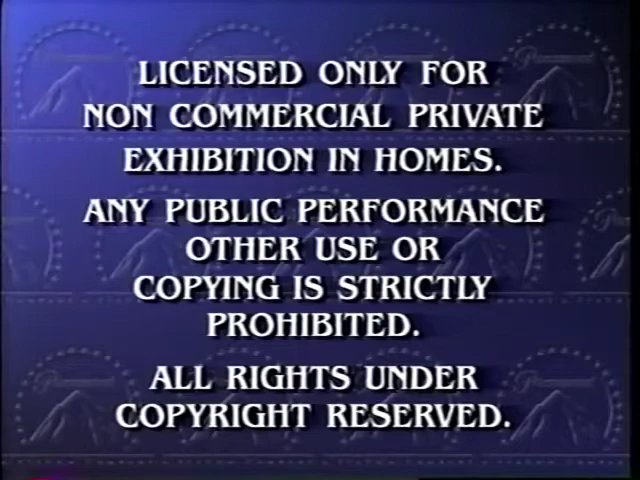 LICENSED ONLY FOR
NON COMMERCIAL PRIVATE
EXHIBITION IN HOMES.
ANY PUBLIC PERFORMANCE
OTHER USE OR
COPYING IS STRICTLY
PROHIBITED.
ALL RIGHTS UNDER
COPYRIGHT RESERVED.